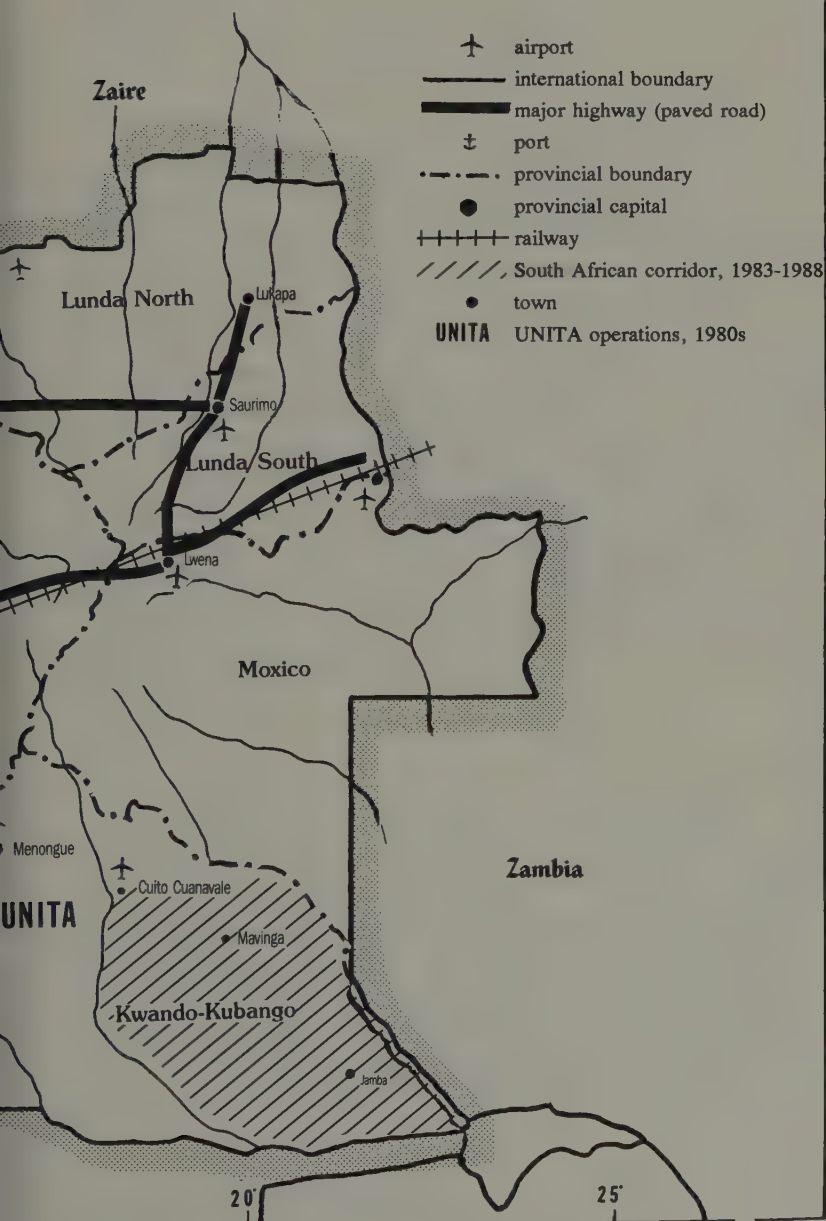 airport
international boundary
major highway (paved road)
port
provincial boundary
provincial capital
railway
South African corridor, 1983-1988
town
UNITA UNITA operations, 1980s
Zaire
Lunda North
Lukapa
Saurimo
Lunda South
Lwena
Moxico
Menongue
Cuito Cuanavale
UNITA
Mavinga
Zambia
Kwando-Kubango
Jamba
20°
25°